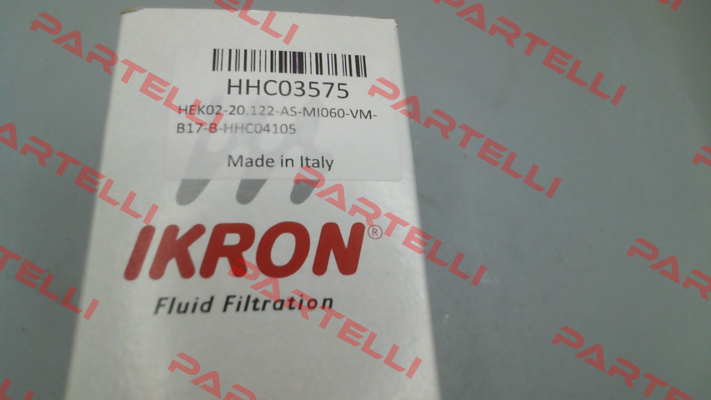 HHC03575
HEK02-20.122-AS-MI060-VM-
B17-B-HHC04105
Made in Italy
IKRON®
Fluid Filtration
PARTELLI
PARTELLI
PARTELLI
PARTELLI
PARTELLI
PARTELLI
PARTELLI
PARTELLI